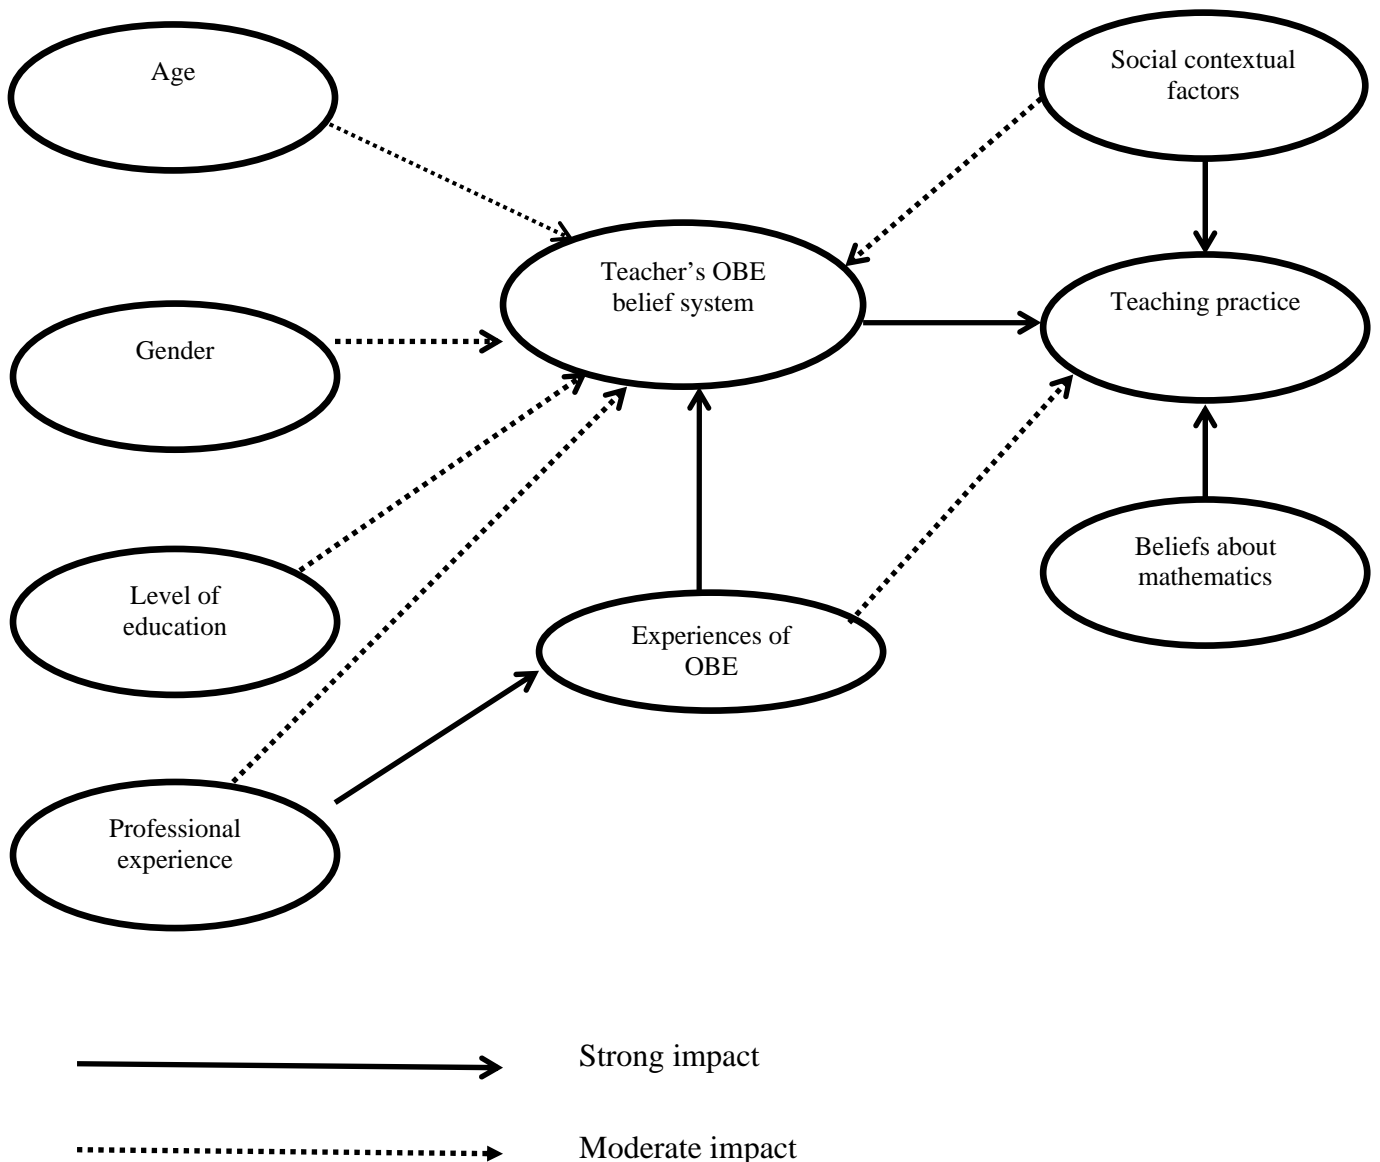 Age
Social contextual
factors
Teacher’s OBE
belief system
Teaching practice
Gender
Level of
education
Experiences of
OBE
Beliefs about
mathematics
Professional
experience
Strong impact
Moderate impact